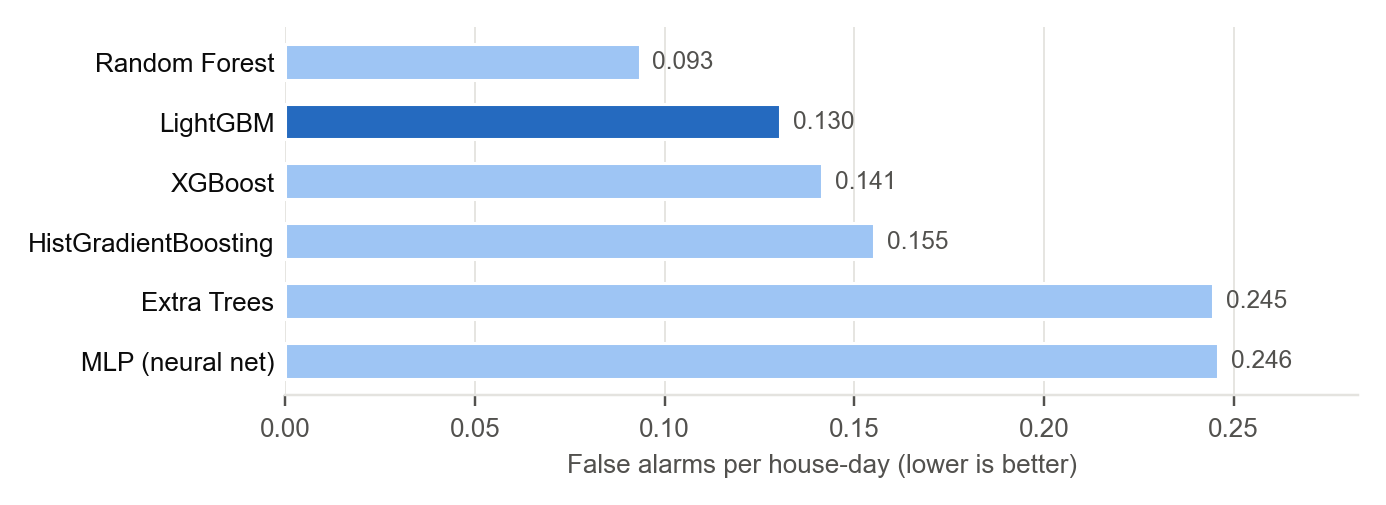 Random Forest 0.093
LightGBM 0.130
XGBoost 0.141
HistGradientBoosting 0.155
Extra Trees 0.245
MLP (neural net) 0.246
0.00 0.05 0.10 0.15 0.20 0.25
False alarms per house-day (lower is better)